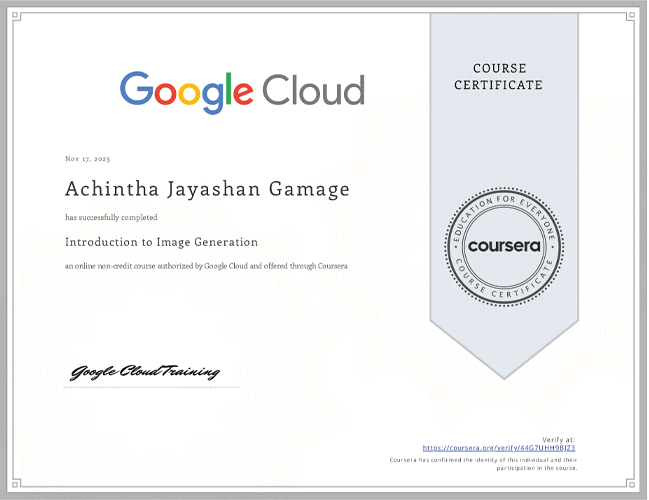 Google Cloud
COURSE
CERTIFICATE
Nov 17, 2023
Achintha Jayashan Gamage
has successfully completed
Introduction to Image Generation
an online non-credit course authorized by Google Cloud and offered through Coursera
EDUCATION FOR EVERYONE
coursera
COURSE CERTIFICATE
Google Cloud Training
Verify at:
https://coursera.org/verify/44G7UHH9BJZ3
Coursera has confirmed the identity of this individual and their
participation in the course.